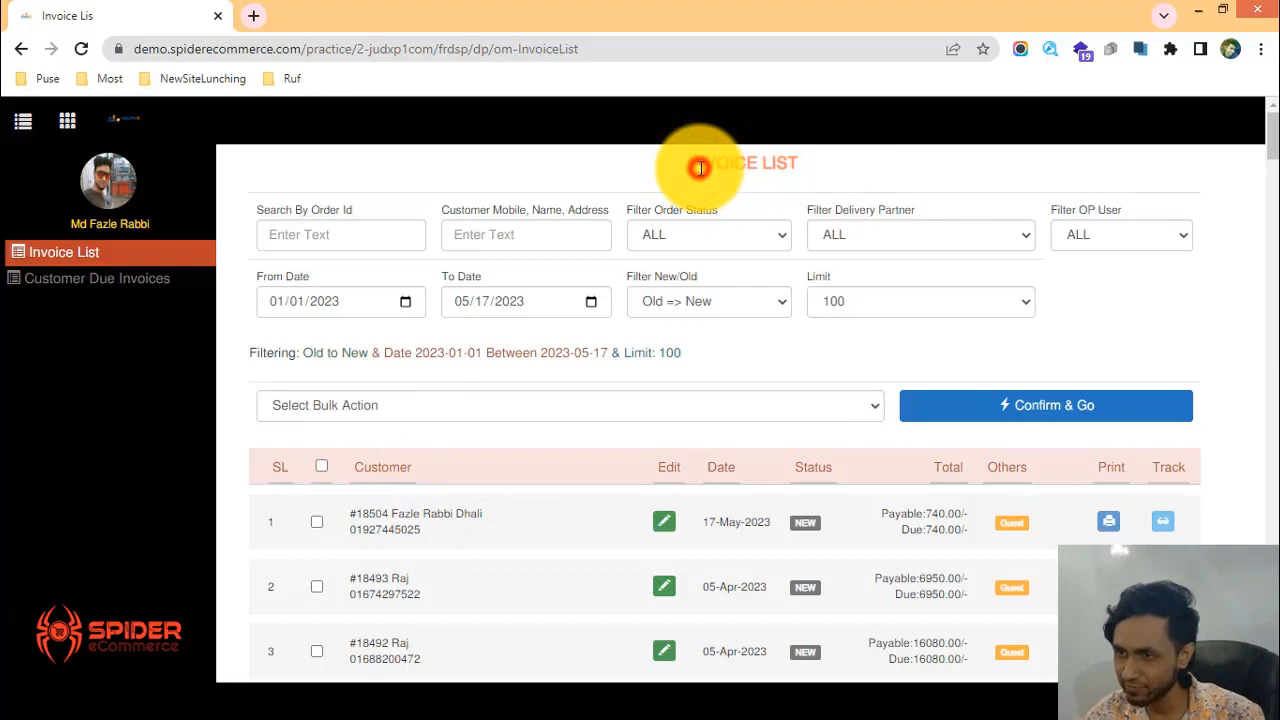 Invoice Lis
demo.spiderecommerce.com/practice/2-judxp1com/frdsp/dp/om-InvoiceList
19
Puse Most NewSiteLunching Ruf
Md Fazle Rabbi
Invoice List
Customer Due Invoices
SPIDER
eCommerce
VOICE LIST
Search By Order Id Customer Mobile, Name, Address Filter Order Status Filter Delivery Partner Filter OP User
Enter Text Enter Text ALL ALL ALL
From Date To Date Filter New/Old Limit
01/01/2023 05/17/2023 Old => New 100
Filtering: Old to New & Date 2023-01-01 Between 2023-05-17 & Limit: 100
Select Bulk Action Confirm & Go
SL Customer Edit Date Status Total Others Print Track
1 #18504 Fazle Rabbi Dhali 17-May-2023 NEW Payable:740.00/- Guest
01927445025 Due:740.00/-
2 #18493 Raj 05-Apr-2023 NEW Payable:6950.00/- Guest
01674297522 Due:6950.00/-
3 #18492 Raj 05-Apr-2023 NEW Payable:16080.00/- Guest
01688200472 Due:16080.00/-